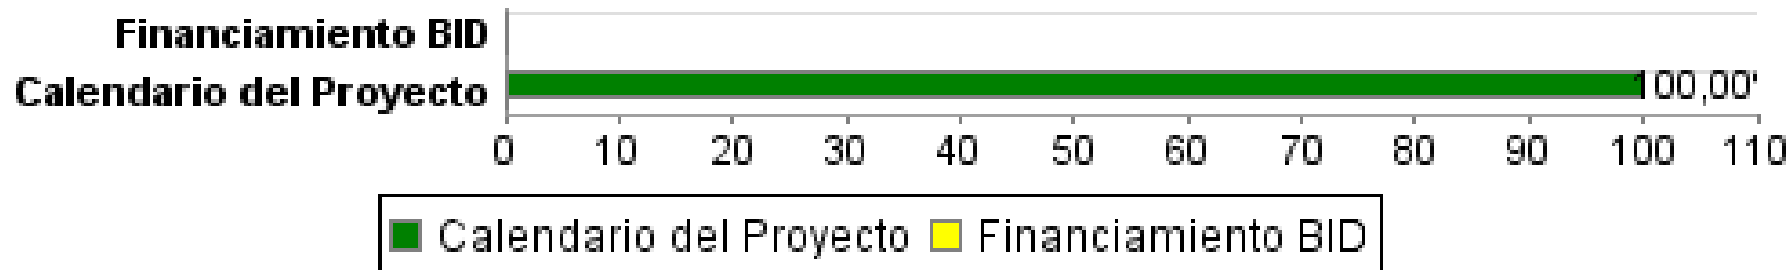 Financiamiento BID
Calendario del Proyecto
100,00
0 10 20 30 40 50 60 70 80 90 100 110
Calendario del Proyecto Financiamiento BID